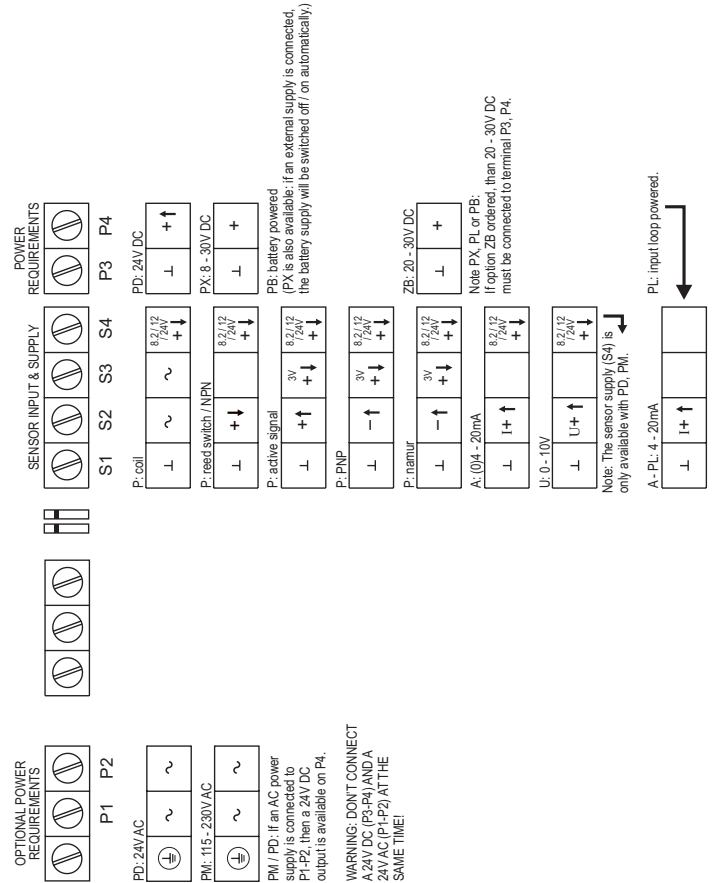 OPTIONAL POWER
REQUIREMENTS
P1 P2
PD: 24V AC
~ ~
PM: 115 - 230V AC
~ ~
PM / PD: If an AC power
supply is connected to
P1-P2, then a 24V DC
output is available on P4.
WARNING: DON'T CONNECT
A 24V DC (P3-P4) AND A
24V AC (P1-P2) AT THE
SAME TIME!
SENSOR INPUT & SUPPLY
S1 S2 S3 S4
P: coil
⊥ ~ ~ 8.2 / 12
/ 24V
+
P: reed switch / NPN
⊥ + 8.2 / 12
/ 24V
+
P: active signal
⊥ + 3V
+ 8.2 / 12
/ 24V
+
P: PNP
⊥ – 3V
+ 8.2 / 12
/ 24V
+
P: namur
⊥ – 3V
+ 8.2 / 12
/ 24V
+
A: (0)4 - 20mA
⊥ I+ 8.2 / 12
/ 24V
+
U: 0 - 10V
⊥ U+ 8.2 / 12
/ 24V
+
Note: The sensor supply (S4) is
only available with PD, PM.
A - PL: 4 - 20mA
⊥ I+
POWER
REQUIREMENTS
P3 P4
PD: 24V DC
⊥ +
PX: 8 - 30V DC
⊥ +
PB: battery powered
(PX is also available: if an external supply is connected,
the battery supply will be switched off / on automatically.)
ZB: 20 - 30V DC
⊥ +
Note PX, PL or PB:
If option ZB ordered, than 20 - 30V DC
must be connected to terminal P3, P4.
PL: input loop powered.